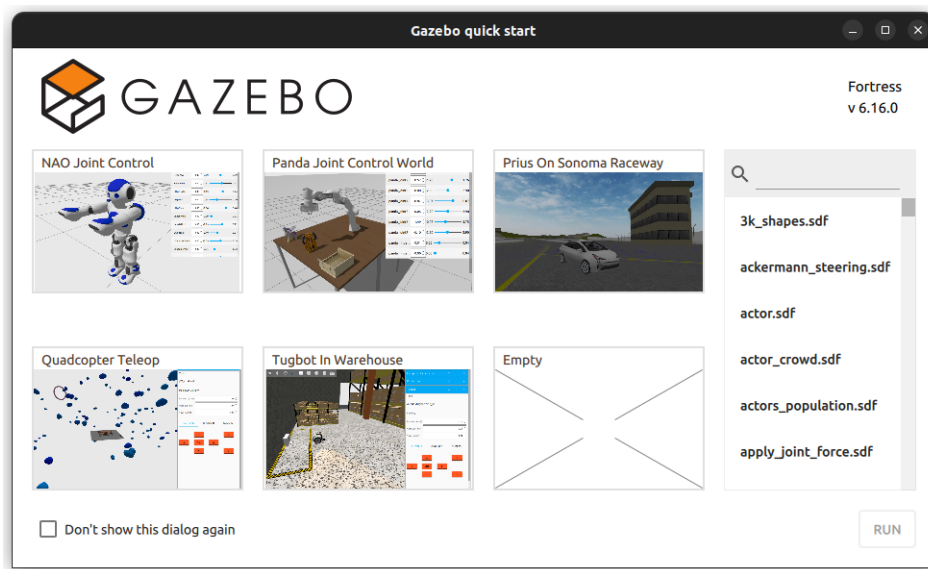 Gazebo quick start
GAZEBO
Fortress
v 6.16.0
NAO Joint Control
Panda Joint Control World
Prius On Sonoma Raceway
3k_shapes.sdf
ackermann_steering.sdf
actor.sdf
actor_crowd.sdf
actors_population.sdf
apply_joint_force.sdf
Quadcopter Teleop
Tugbot In Warehouse
Empty
Don't show this dialog again
RUN